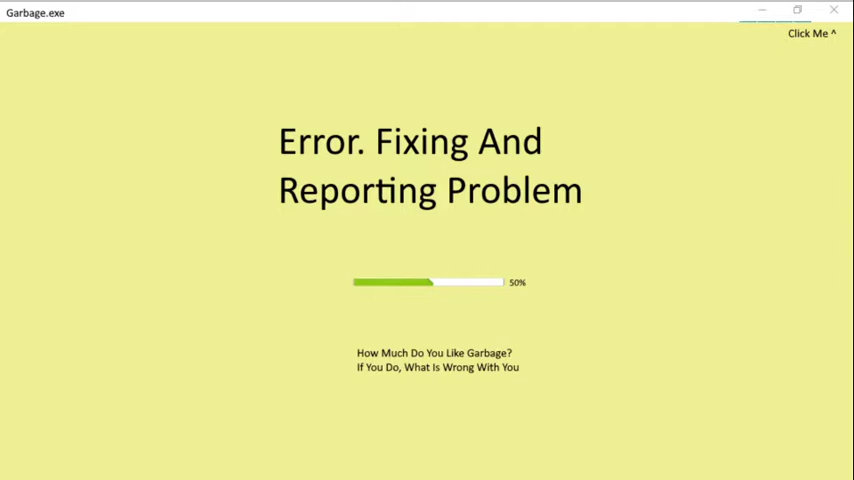 Garbage.exe
Click Me ^
Error. Fixing And
Reporting Problem
50%
How Much Do You Like Garbage?
If You Do, What Is Wrong With You